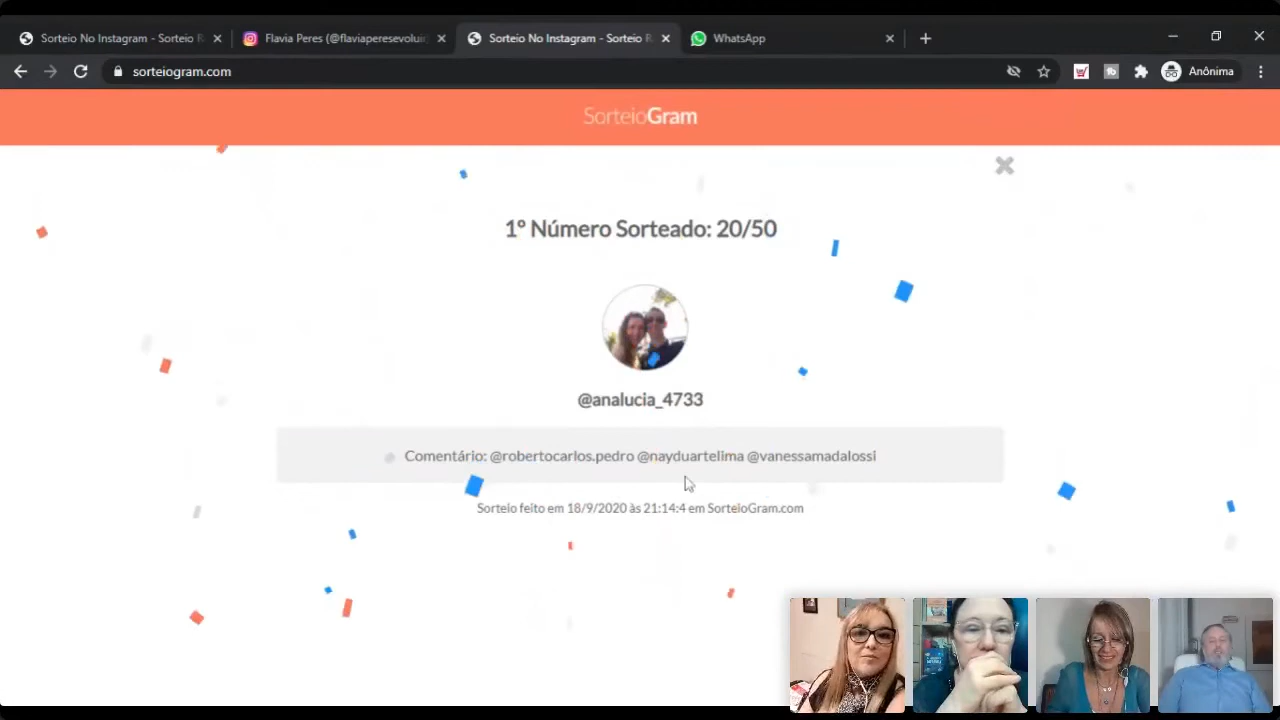 Sorteio No Instagram - Sorteio R
Flavia Peres (@flaviaperesevolui
Sorteio No Instagram - Sorteio R
WhatsApp
sorteiogram.com
Anônima
SorteioGram
1º Número Sorteado: 20/50
@analucia_4733
Comentário: @robertocarlos.pedro @nayduartelima @vanessamadalossi
Sorteio feito em 18/9/2020 às 21:14:4 em SorteioGram.com